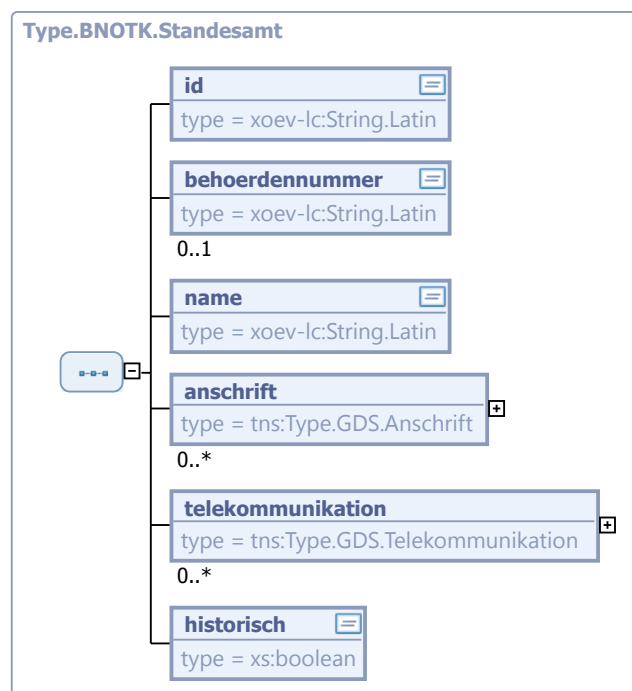 Type.BNOTK.Standesamt
id
type = xoev-lc:String.Latin
behoerdennummer
type = xoev-lc:String.Latin
0..1
name
type = xoev-lc:String.Latin
anschrift
type = tns:Type.GDS.Anschrift
0..*
telekommunikation
type = tns:Type.GDS.Telekommunikation
0..*
historisch
type = xs:boolean